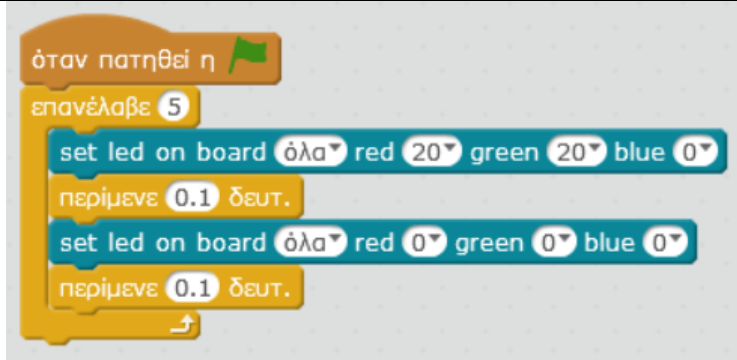 όταν πατηθεί η
επανέλαβε 5
set led on board όλα red 20 green 20 blue 0
περίμενε 0.1 δευτ.
set led on board όλα red 0 green 0 blue 0
περίμενε 0.1 δευτ.